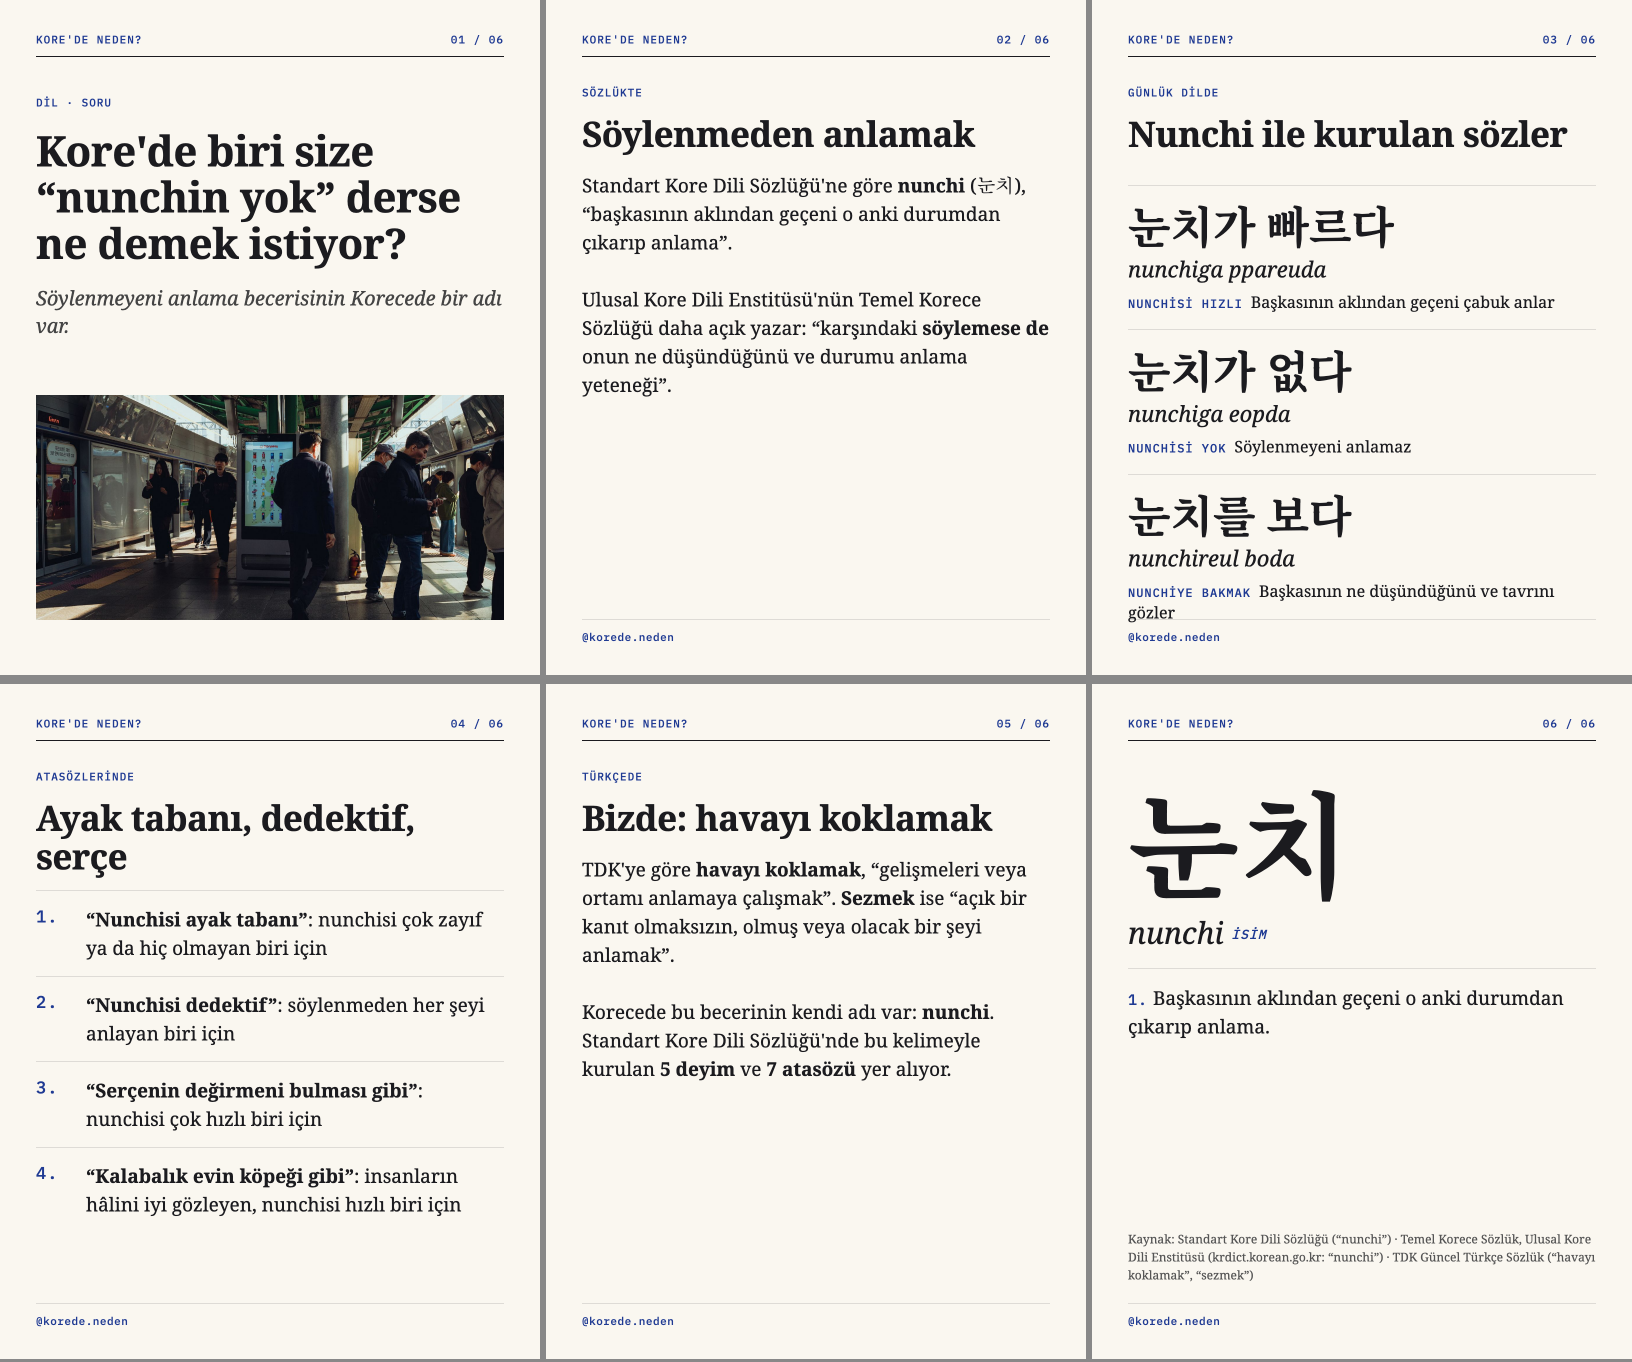 KORE'DE NEDEN? 01 / 06
DİL · SORU
Kore'de biri size
“nunchin yok” derse
ne demek istiyor?
Söylenmeyeni anlama becerisinin Korecede bir adı
var.
KORE'DE NEDEN? 02 / 06
SÖZLÜKTE
Söylenmeden anlamak
Standart Kore Dili Sözlüğü'ne göre nunchi (눈치),
“başkasının aklından geçeni o anki durumdan
çıkarıp anlama”.
Ulusal Kore Dili Enstitüsü'nün Temel Korece
Sözlüğü daha açık yazar: “karşındaki söylemese de
onun ne düşündüğünü ve durumu anlama
yeteneği”.
@korede.neden
KORE'DE NEDEN? 03 / 06
GÜNLÜK DİLDE
Nunchi ile kurulan sözler
눈치가 빠르다
nunchiga ppareuda
NUNCHİSİ HIZLI Başkasının aklından geçeni çabuk anlar
눈치가 없다
nunchiga eopda
NUNCHİSİ YOK Söylenmeyeni anlamaz
눈치를 보다
nunchireul boda
NUNCHİYE BAKMAK Başkasının ne düşündüğünü ve tavrını
gözler
@korede.neden
KORE'DE NEDEN? 04 / 06
ATASÖZLERİNDE
Ayak tabanı, dedektif,
serçe
1. “Nunchisi ayak tabanı”: nunchisi çok zayıf
ya da hiç olmayan biri için
2. “Nunchisi dedektif”: söylenmeden her şeyi
anlayan biri için
3. “Serçenin değirmeni bulması gibi”:
nunchisi çok hızlı biri için
4. “Kalabalık evin köpeği gibi”: insanların
hâlini iyi gözleyen, nunchisi hızlı biri için
@korede.neden
KORE'DE NEDEN? 05 / 06
TÜRKÇEDE
Bizde: havayı koklamak
TDK'ye göre havayı koklamak, “gelişmeleri veya
ortamı anlamaya çalışmak”. Sezmek ise “açık bir
kanıt olmaksızın, olmuş veya olacak bir şeyi
anlamak”.
Korecede bu becerinin kendi adı var: nunchi.
Standart Kore Dili Sözlüğü'nde bu kelimeyle
kurulan 5 deyim ve 7 atasözü yer alıyor.
@korede.neden
KORE'DE NEDEN? 06 / 06
눈치
nunchi İSİM
1. Başkasının aklından geçeni o anki durumdan
çıkarıp anlama.
Kaynak: Standart Kore Dili Sözlüğü (“nunchi”) · Temel Korece Sözlük, Ulusal Kore
Dili Enstitüsü (krdict.korean.go.kr: “nunchi”) · TDK Güncel Türkçe Sözlük (“havayı
koklamak”, “sezmek”)
@korede.neden